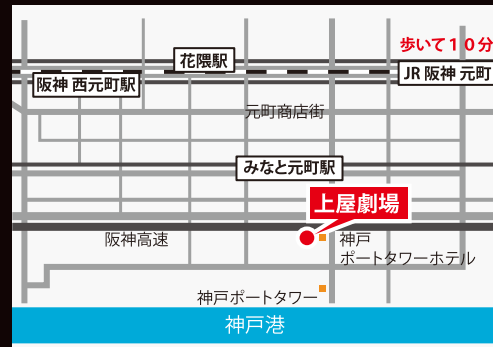 歩いて１０分
花隈駅
JR 阪神 元町
阪神 西元町駅
元町商店街
みなと元町駅
上屋劇場
阪神高速
神戸
ポートタワーホテル
神戸ポートタワー
神戸港